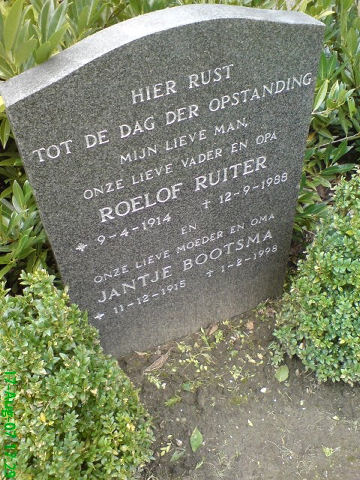 HIER RUST
TOT DE DAG DER OPSTANDING
MIJN LIEVE MAN,
ONZE LIEVE VADER EN OPA
ROELOF RUITER
✶ 9-4-1914 † 12-9-1988
EN
ONZE LIEVE MOEDER EN OMA
JANTJE BOOTSMA
✶ 11-12-1915 † 1-2-1998